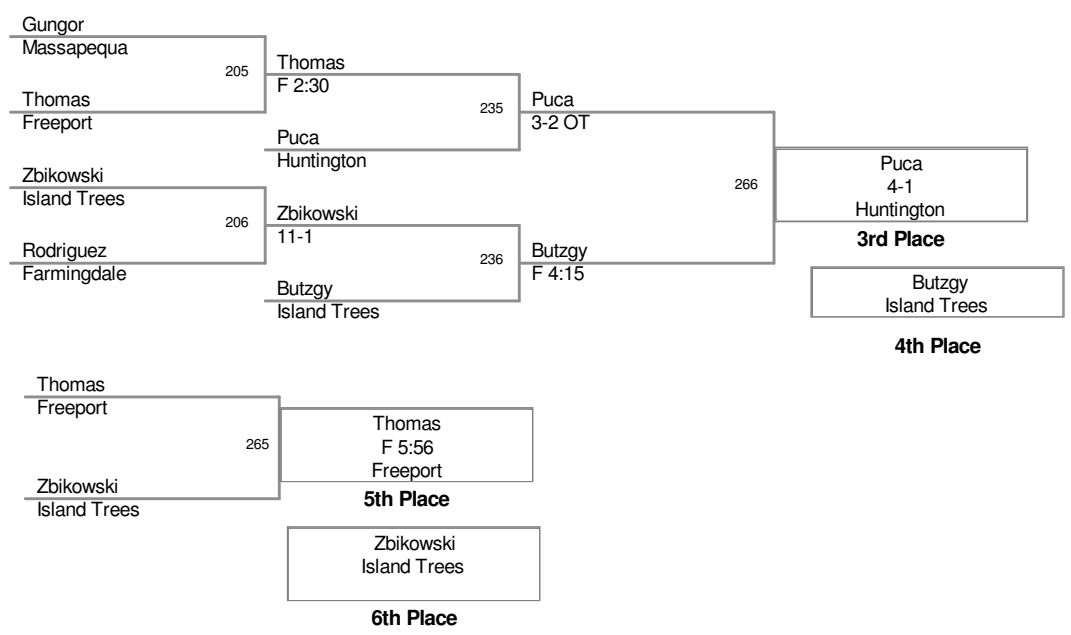 Gungor
Massapequa
205
Thomas
F 2:30
Thomas
Freeport
235
Puca
3-2 OT
Puca
Huntington
Zbikowski
Island Trees
206
Zbikowski
11-1
Rodriguez
Farmingdale
236
Butzgy
F 4:15
Butzgy
Island Trees
266
Puca
4-1
Huntington
3rd Place
Butzgy
Island Trees
4th Place
Thomas
Freeport
265
Thomas
F 5:56
Freeport
5th Place
Zbikowski
Island Trees
Zbikowski
Island Trees
6th Place